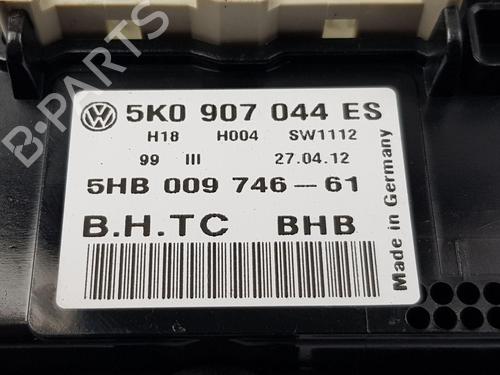 5K0 907 044 ES
H18 H004 SW1112
99 III 27.04.12
5HB 009 746-61
B.H.TC BHB
Made in Germany
B-PARTS